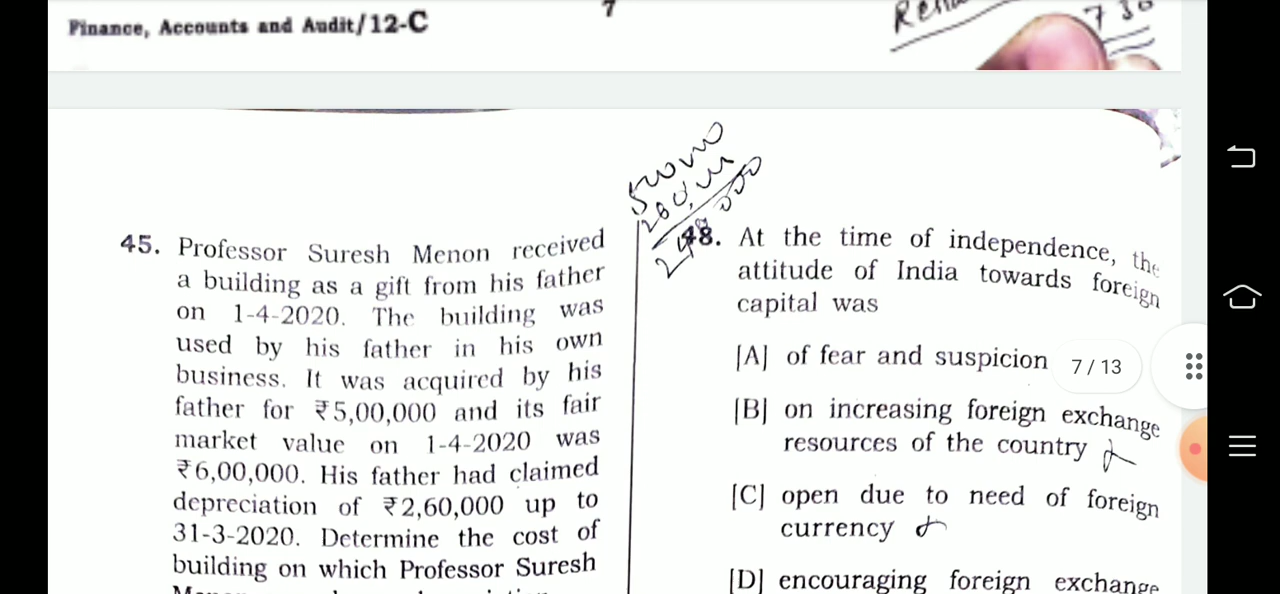 Finance, Accounts and Audit/12-C
7
730
45. Professor Suresh Menon received
a building as a gift from his father
on 1-4-2020. The building was
used by his father in his own
business. It was acquired by his
father for ₹5,00,000 and its fair
market value on 1-4-2020 was
₹6,00,000. His father had claimed
depreciation of ₹2,60,000 up to
31-3-2020. Determine the cost of
building on which Professor Suresh
48. At the time of independence, the
attitude of India towards foreign
capital was
[A] of fear and suspicion
7/13
[B] on increasing foreign exchange
resources of the country
[C] open due to need of foreign
currency
[D] encouraging foreign exchange